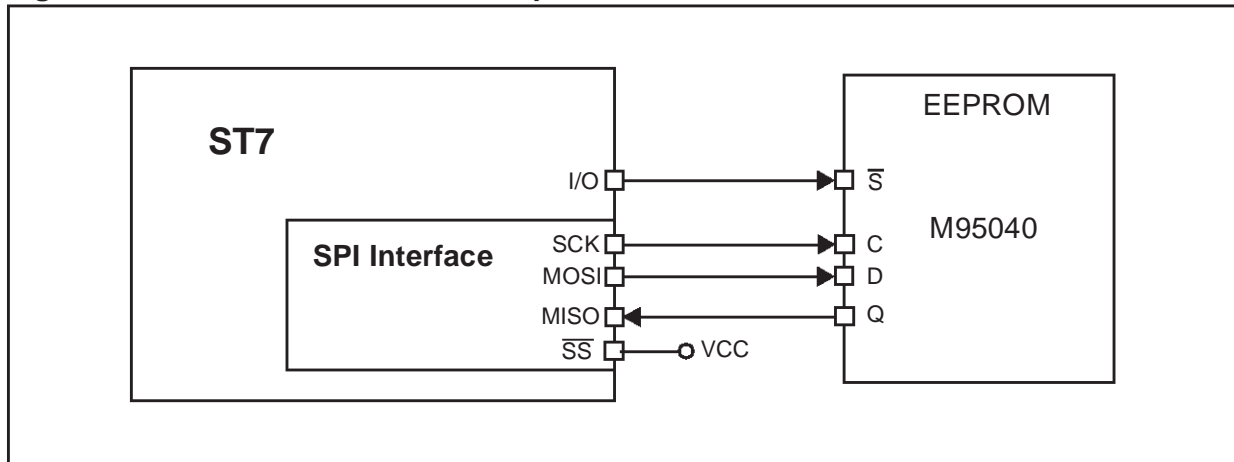 EEPROM
ST7
I/O
S̅
M95040
SPI Interface
SCK
C
MOSI
D
MISO
Q
S̅S̅
VCC